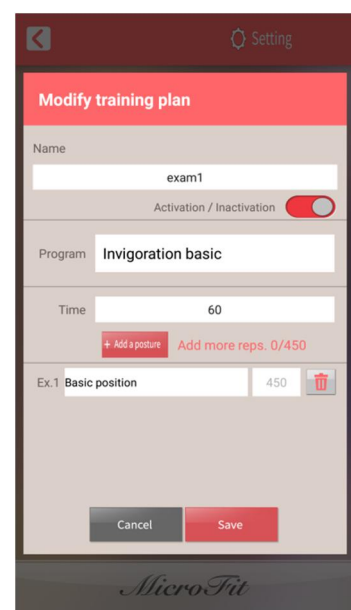 Setting
Modify training plan
Name
exam1
Activation / Inactivation
Program Invigoration basic
Time 60
+ Add a posture Add more reps. 0/450
Ex.1 Basic position 450
Cancel Save
MicroFit